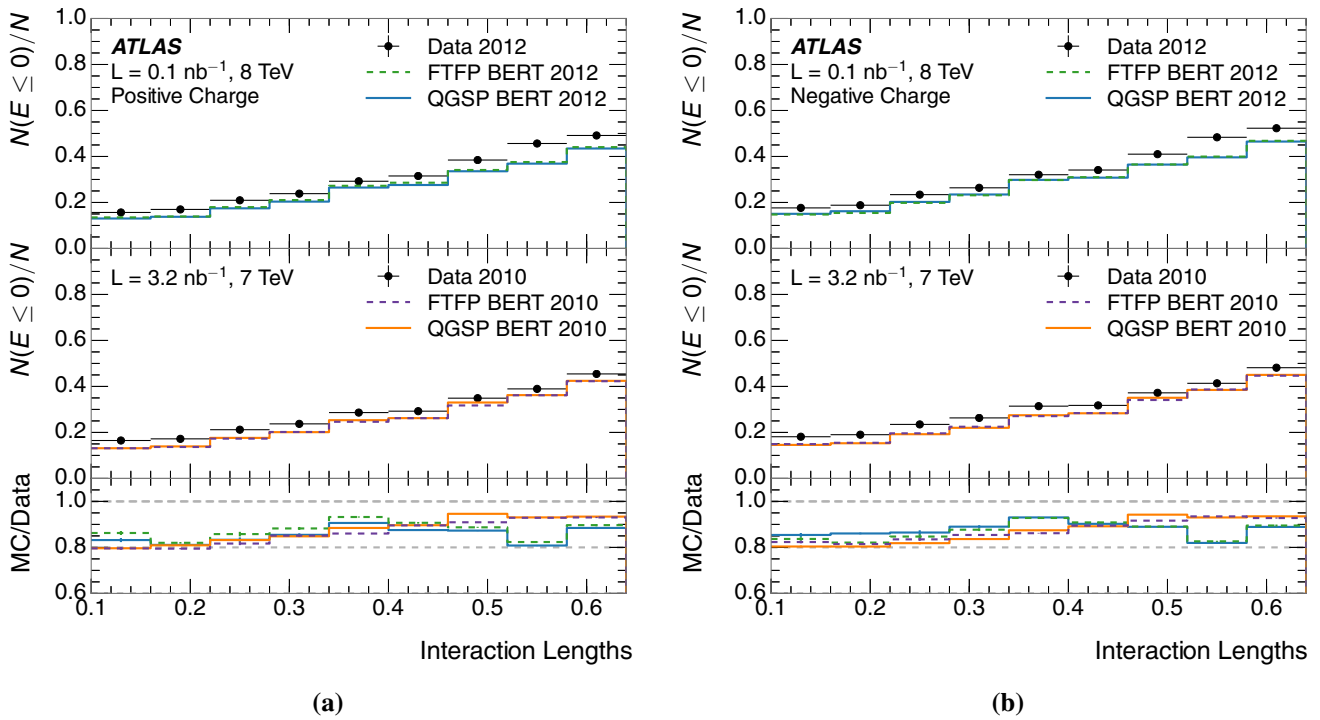 N(E ≤ 0)/N
1.0
0.8
0.6
0.4
0.2
0.0
ATLAS
L = 0.1 nb⁻¹, 8 TeV
Positive Charge
Data 2012
FTFP BERT 2012
QGSP BERT 2012
N(E ≤ 0)/N
0.8
0.6
0.4
0.2
0.0
L = 3.2 nb⁻¹, 7 TeV
Data 2010
FTFP BERT 2010
QGSP BERT 2010
MC/Data
1.0
0.8
0.6
0.1 0.2 0.3 0.4 0.5 0.6
Interaction Lengths
(a)
N(E ≤ 0)/N
1.0
0.8
0.6
0.4
0.2
0.0
ATLAS
L = 0.1 nb⁻¹, 8 TeV
Negative Charge
Data 2012
FTFP BERT 2012
QGSP BERT 2012
N(E ≤ 0)/N
0.8
0.6
0.4
0.2
0.0
L = 3.2 nb⁻¹, 7 TeV
Data 2010
FTFP BERT 2010
QGSP BERT 2010
MC/Data
1.0
0.8
0.6
0.1 0.2 0.3 0.4 0.5 0.6
Interaction Lengths
(b)